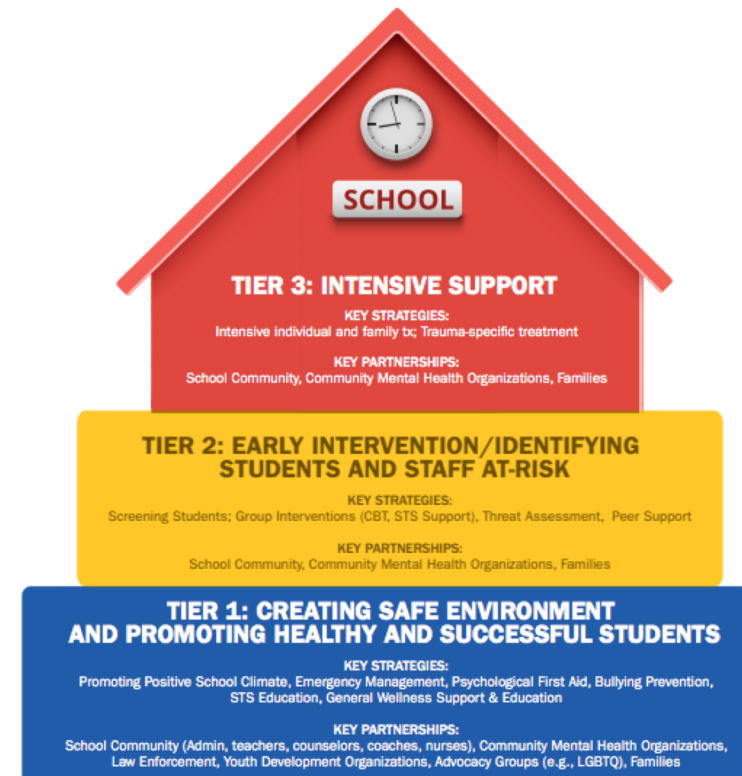 SCHOOL
TIER 3: INTENSIVE SUPPORT
KEY STRATEGIES:
Intensive individual and family tx; Trauma-specific treatment
KEY PARTNERSHIPS:
School Community, Community Mental Health Organizations, Families
TIER 2: EARLY INTERVENTION/IDENTIFYING
STUDENTS AND STAFF AT-RISK
KEY STRATEGIES:
Screening Students; Group Interventions (CBT, STS Support), Threat Assessment, Peer Support
KEY PARTNERSHIPS:
School Community, Community Mental Health Organizations, Families
TIER 1: CREATING SAFE ENVIRONMENT
AND PROMOTING HEALTHY AND SUCCESSFUL STUDENTS
KEY STRATEGIES:
Promoting Positive School Climate, Emergency Management, Psychological First Aid, Bullying Prevention,
STS Education, General Wellness Support & Education
KEY PARTNERSHIPS:
School Community (Admin, teachers, counselors, coaches, nurses), Community Mental Health Organizations,
Law Enforcement, Youth Development Organizations, Advocacy Groups (e.g., LGBTQ), Families